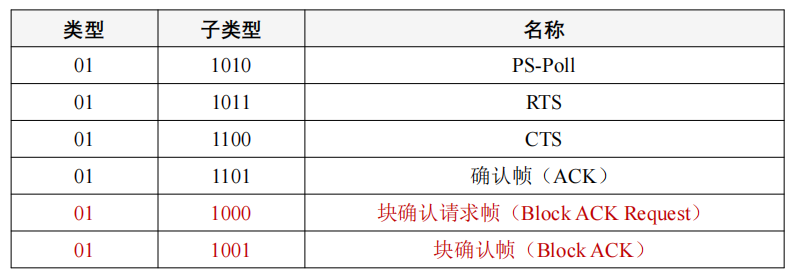 类型 子类型 名称
01 1010 PS-Poll
01 1011 RTS
01 1100 CTS
01 1101 确认帧（ACK）
01 1000 块确认请求帧（Block ACK Request）
01 1001 块确认帧（Block ACK）